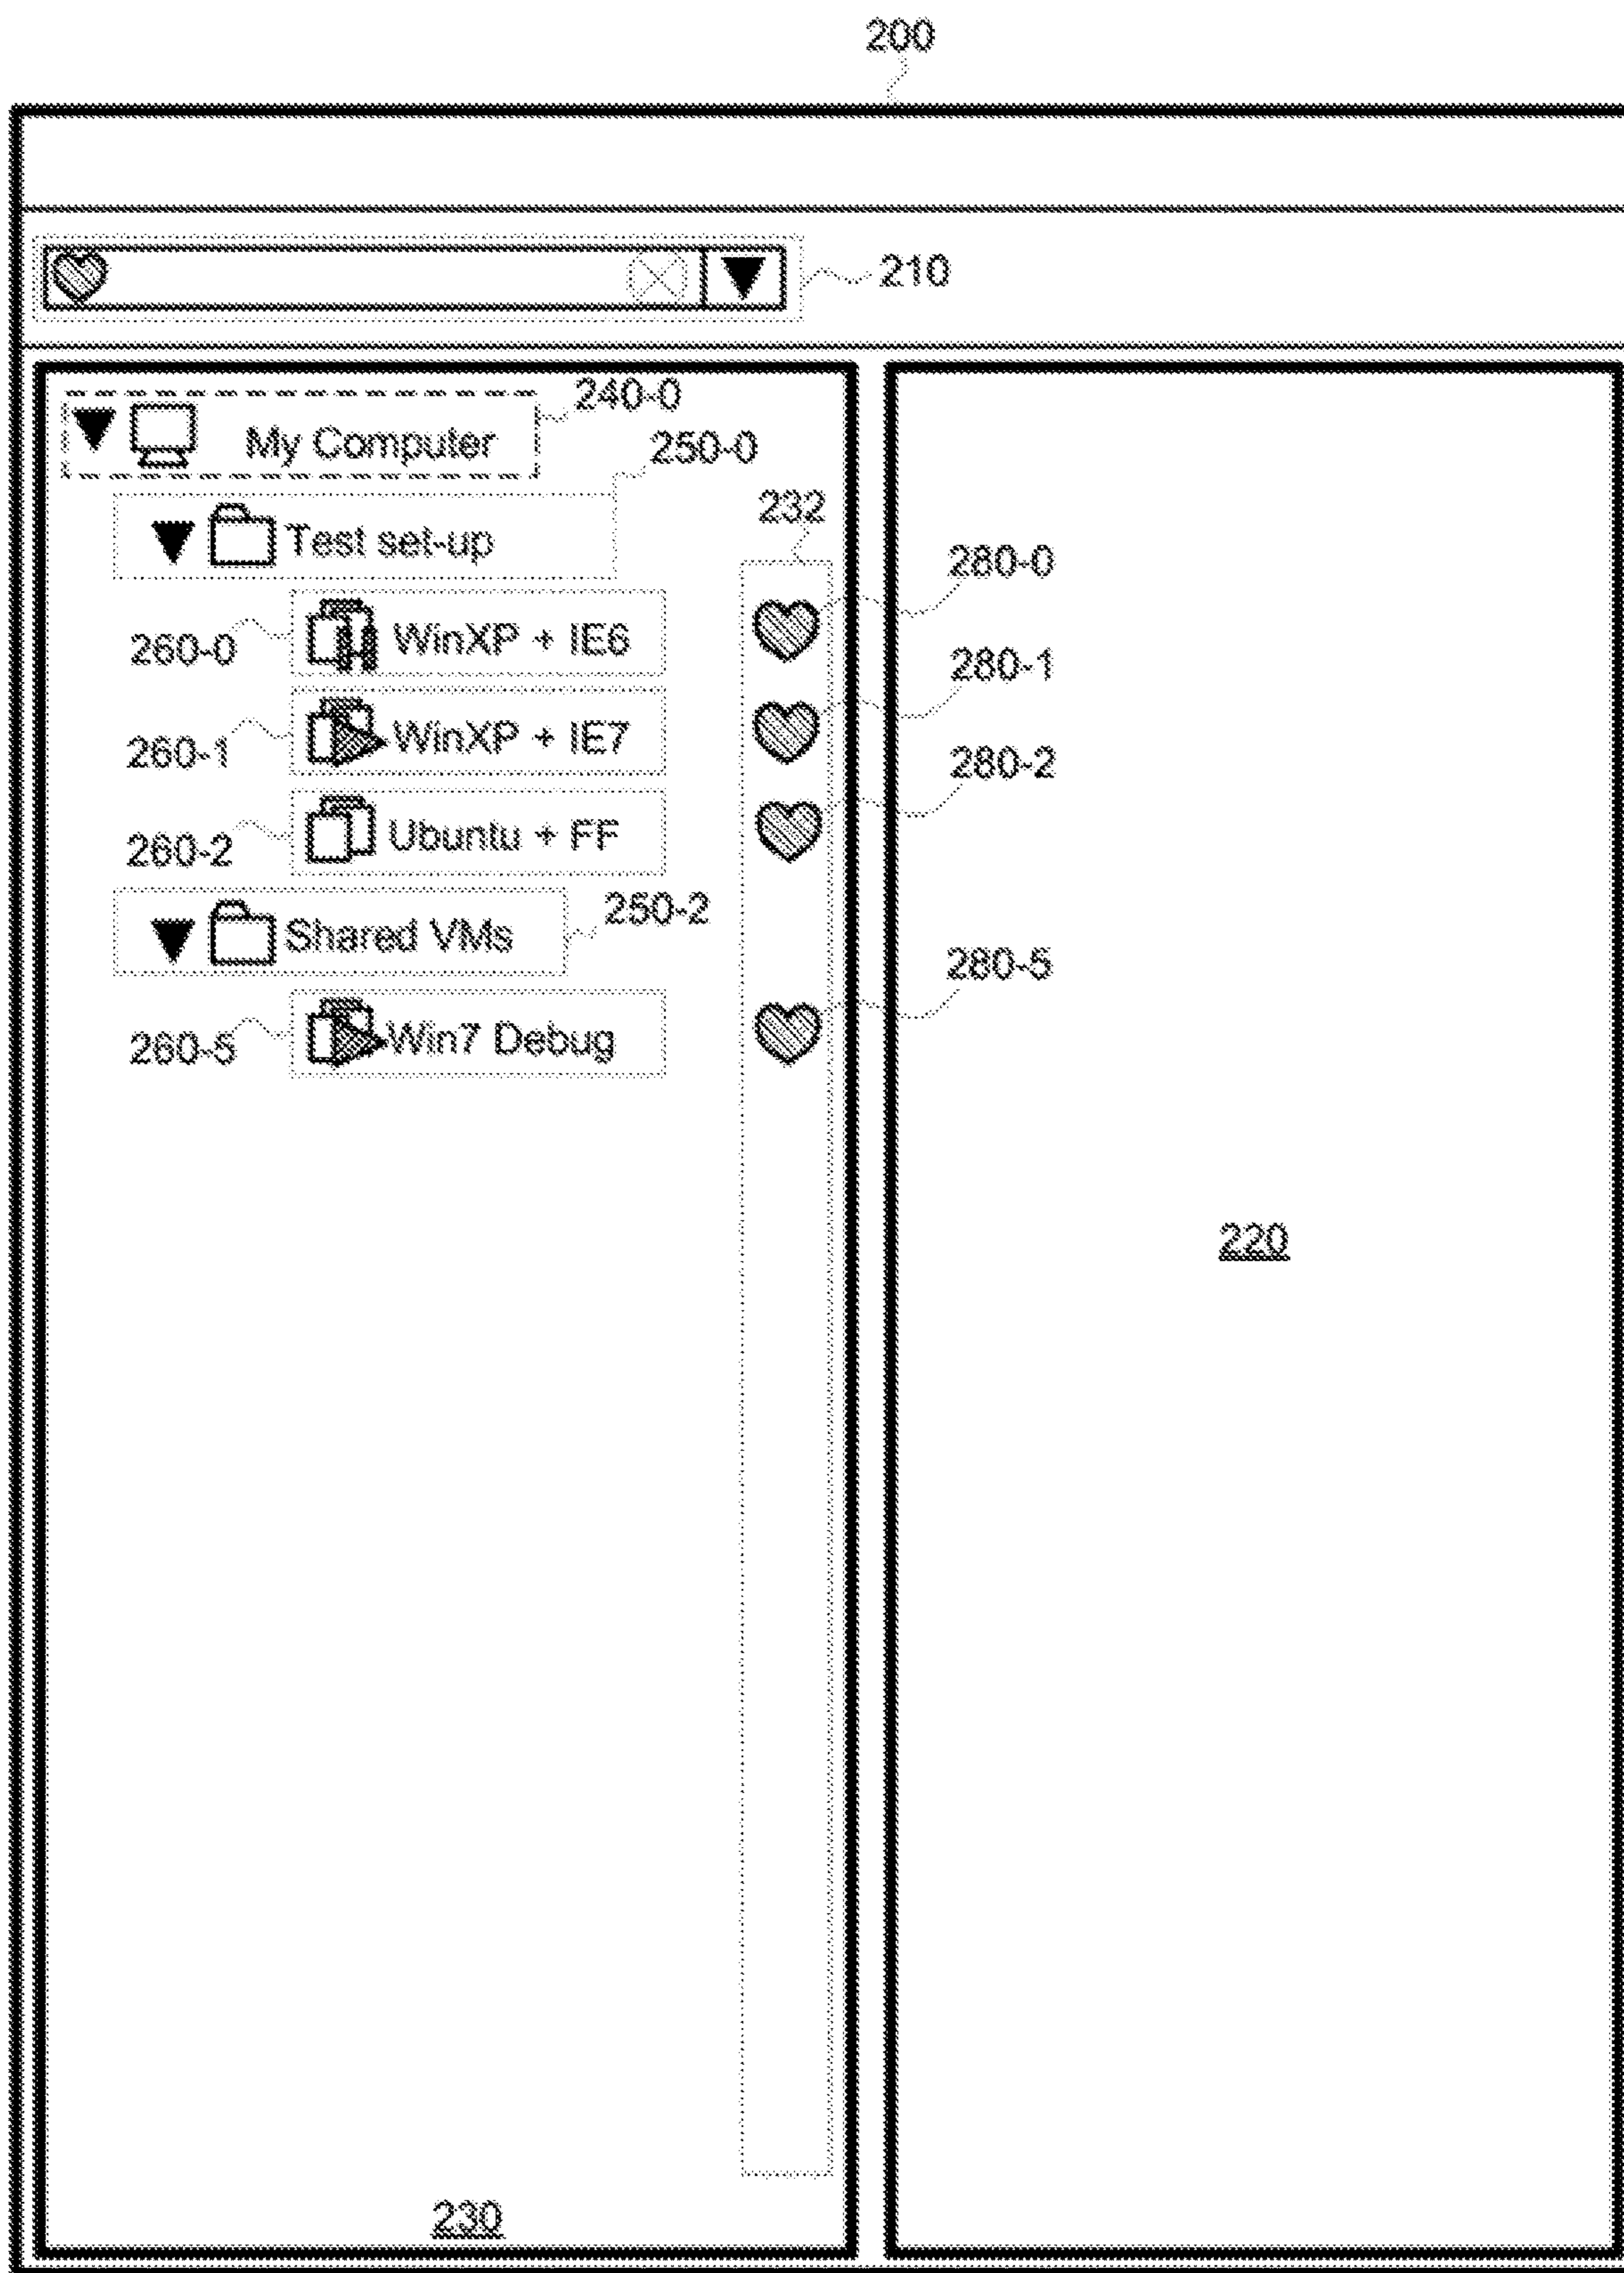 200
210
240-0
My Computer
250-0
Test set-up
232
280-0
260-0
WinXP + IE6
280-1
260-1
WinXP + IE7
280-2
260-2
Ubuntu + FF
250-2
Shared VMs
280-5
260-5
Win7 Debug
220
230